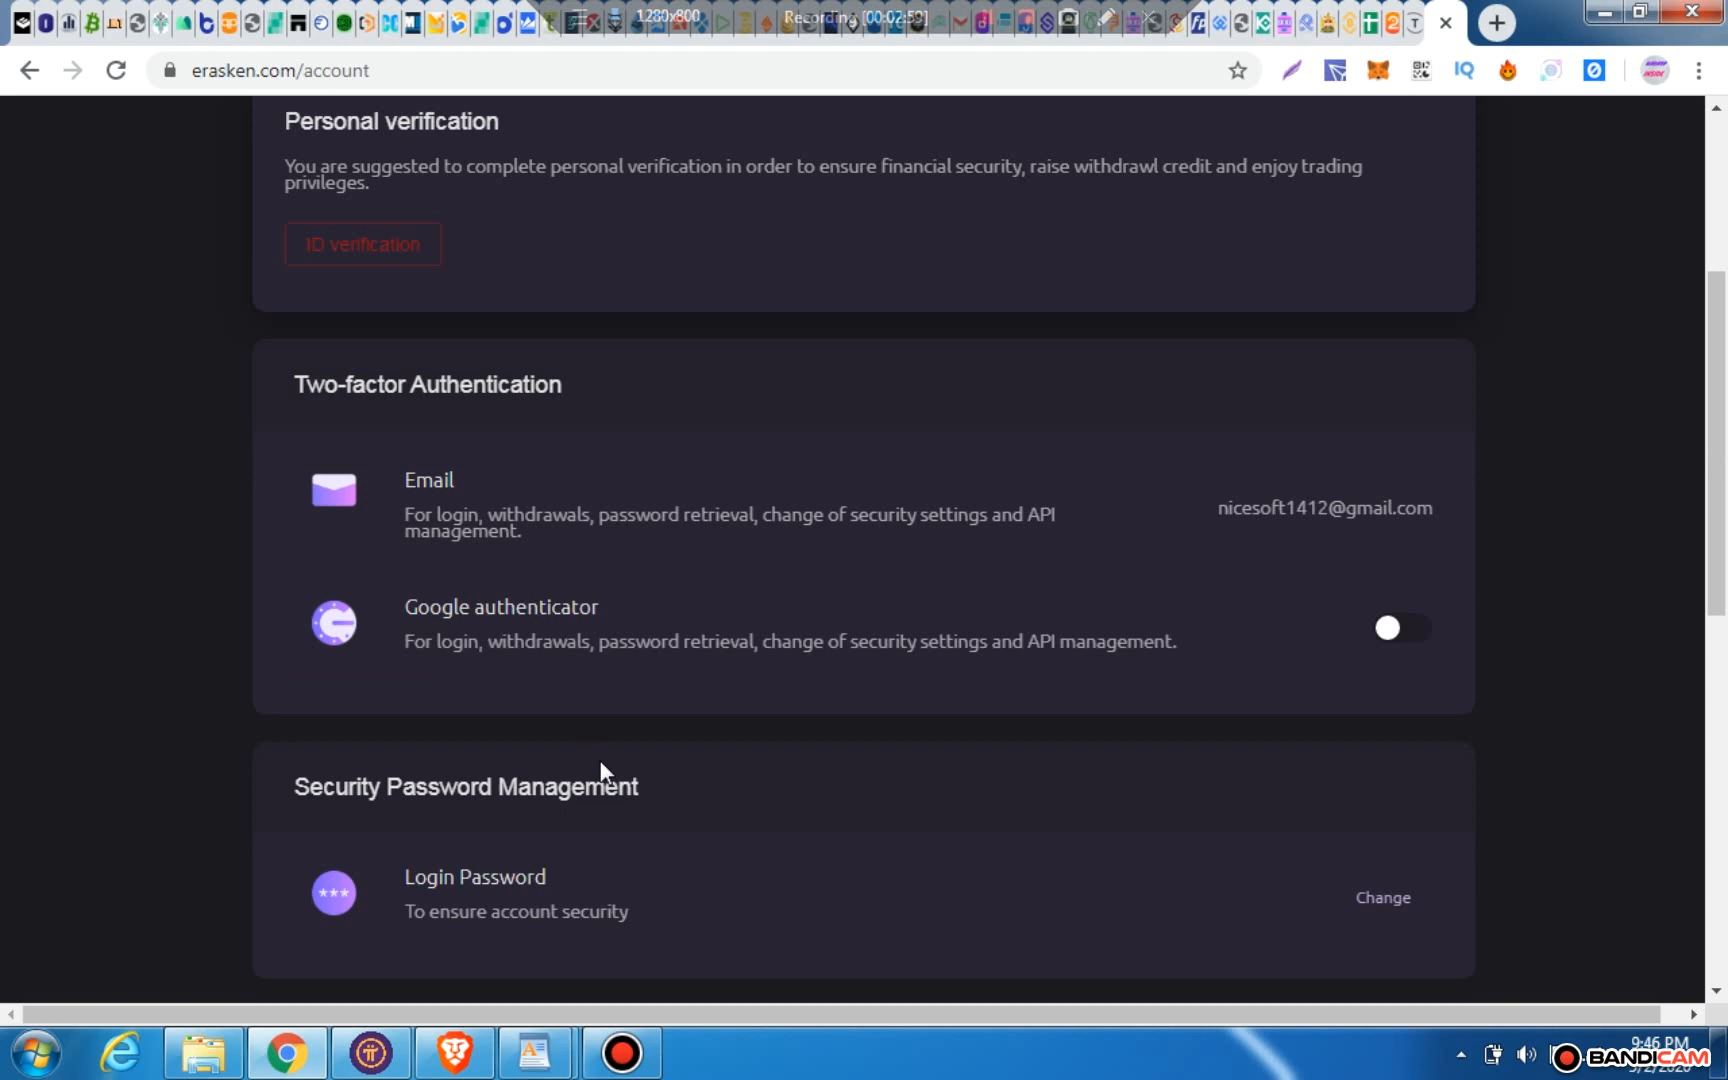 1280x800
Recording [00:02:59]
erasken.com/account
Personal verification
You are suggested to complete personal verification in order to ensure financial security, raise withdrawl credit and enjoy trading
privileges.
ID verification
Two-factor Authentication
Email
For login, withdrawals, password retrieval, change of security settings and API
management.
nicesoft1412@gmail.com
Google authenticator
For login, withdrawals, password retrieval, change of security settings and API management.
Security Password Management
Login Password
To ensure account security
Change
9:46 PM
BANDICAM